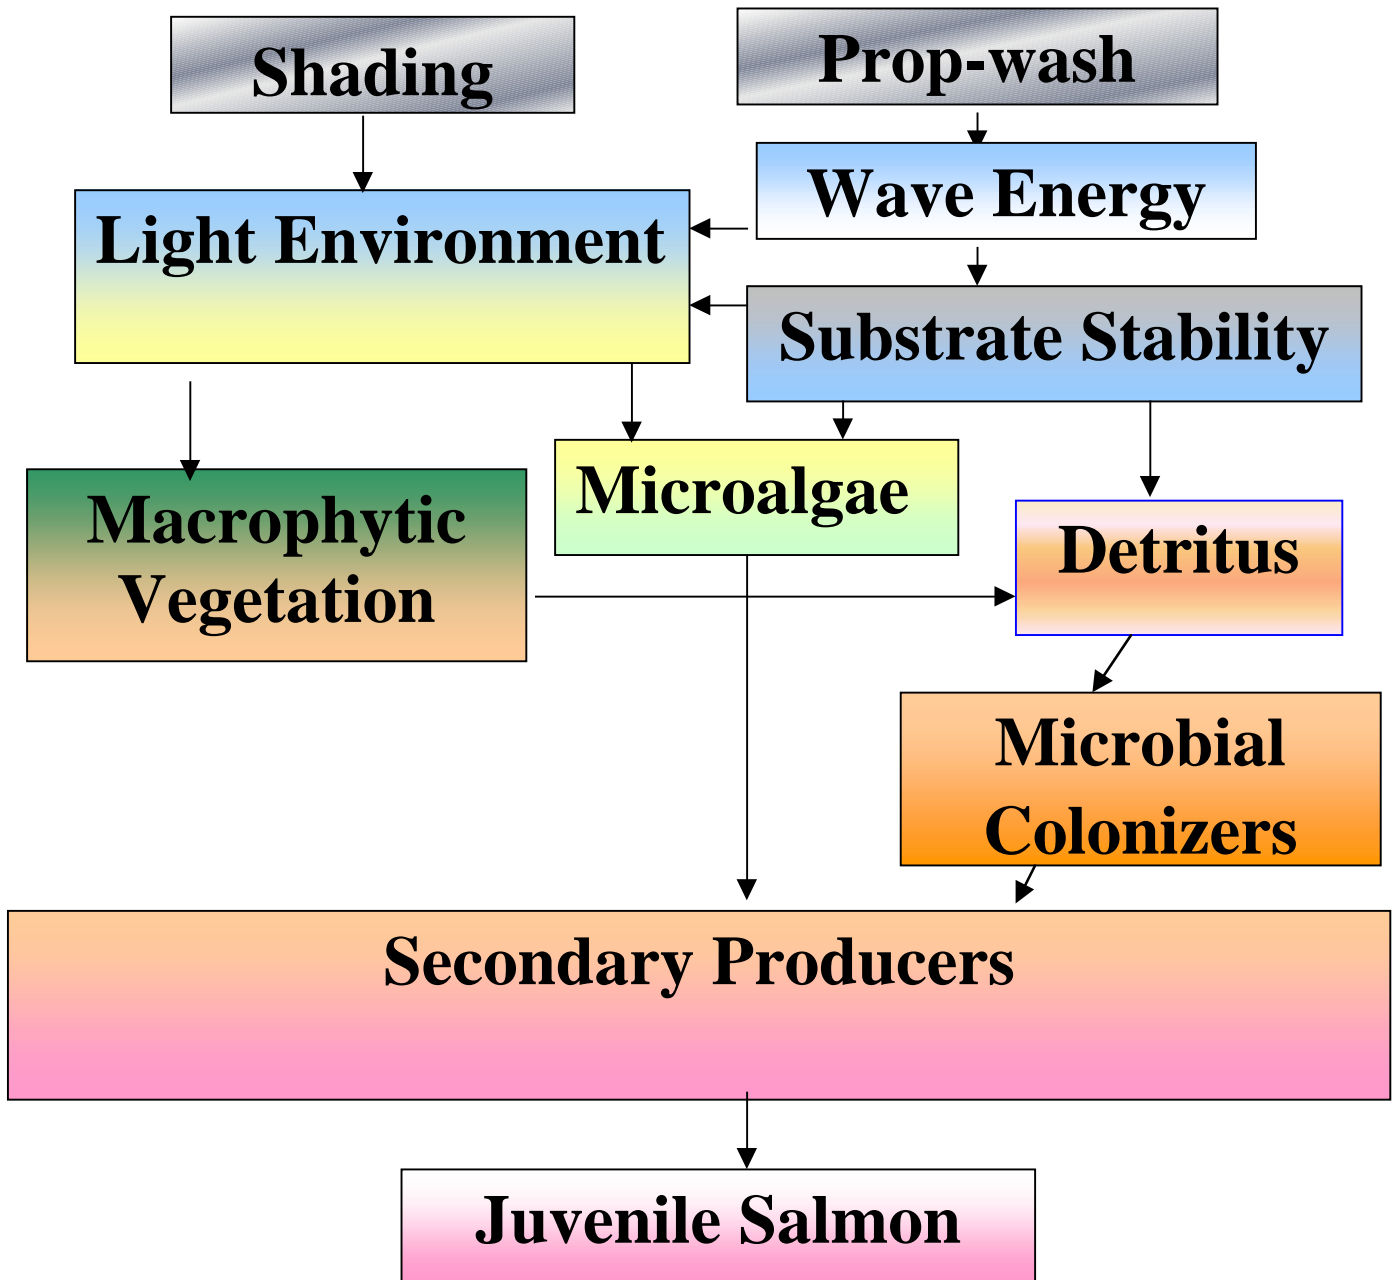 Shading
Prop-wash
Wave Energy
Light Environment
Substrate Stability
Microalgae
Macrophytic
Vegetation
Detritus
Microbial
Colonizers
Secondary Producers
Juvenile Salmon